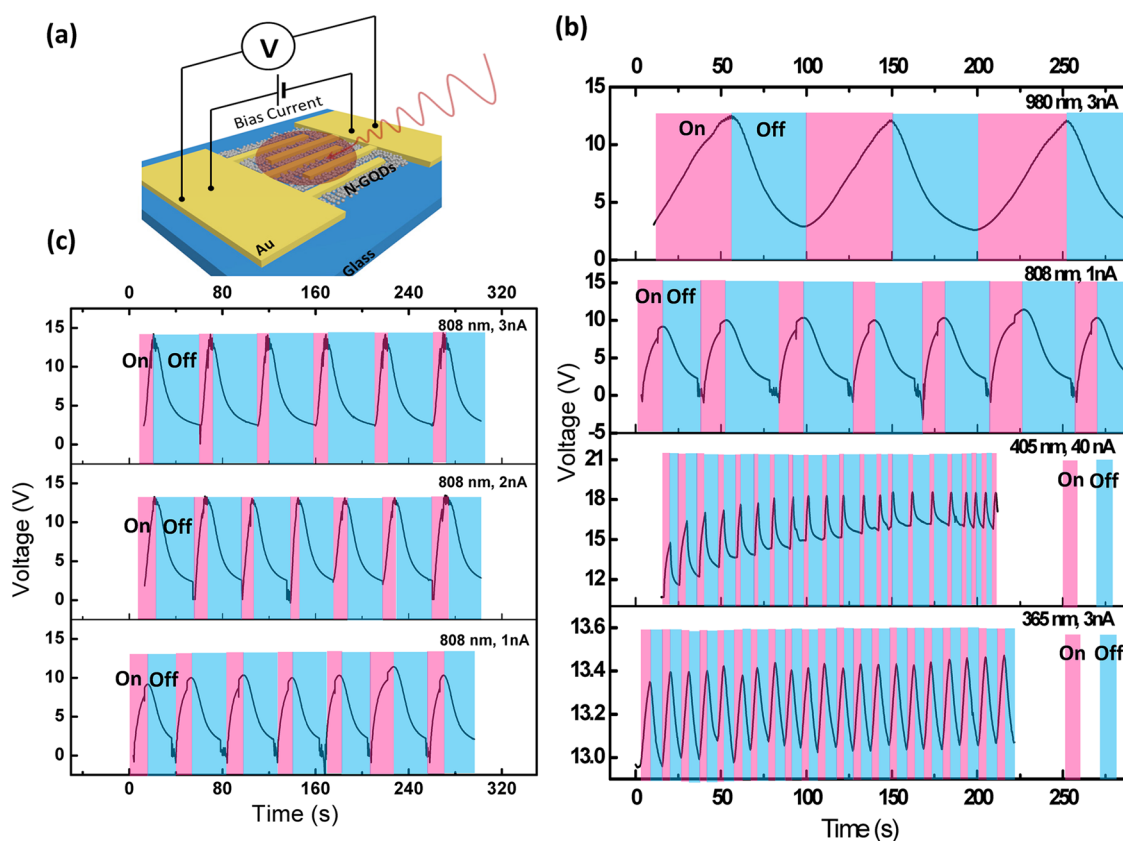 (a)
V
Bias Current
N-GQDs
Au
Glass
(b)
0 50 100 150 200 250
15
10
5
0
980 nm, 3nA
On Off
15
10
5
0
-5
808 nm, 1nA
On Off
21
18
15
12
405 nm, 40 nA
On Off
13.6
13.4
13.2
13.0
365 nm, 3nA
On Off
0 50 100 150 200 250
Voltage (V)
Time (s)
(c)
0 80 160 240 320
15
10
5
0
808 nm, 3nA
On Off
15
10
5
0
808 nm, 2nA
On Off
15
10
5
0
808 nm, 1nA
On Off
0 80 160 240 320
Voltage (V)
Time (s)